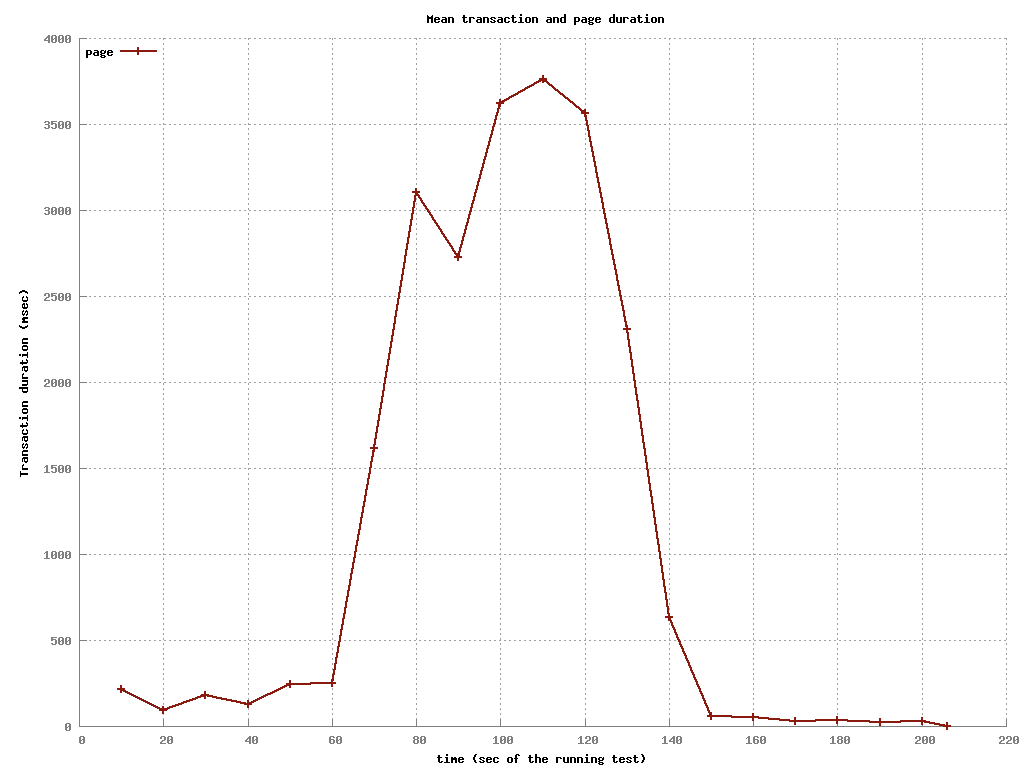 Mean transaction and page duration
page
4000
3500
3000
2500
2000
1500
1000
500
0
Transaction duration (msec)
0 20 40 60 80 100 120 140 160 180 200 220
time (sec of the running test)